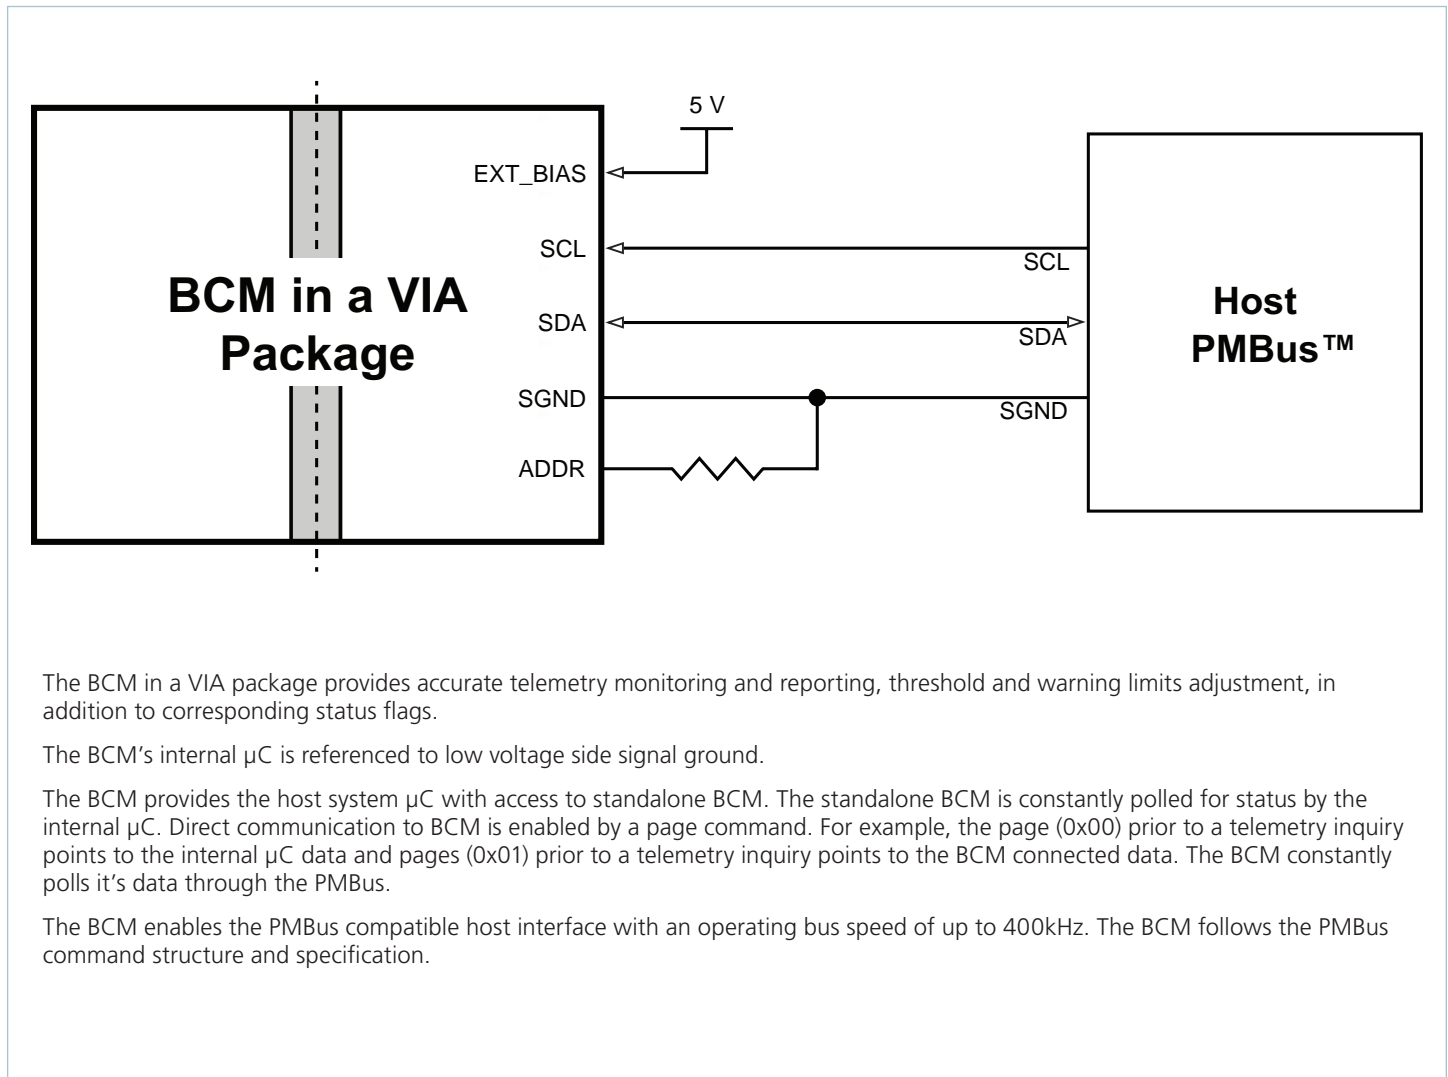 5 V
EXT_BIAS
SCL
SCL
BCM in a VIA
Package
SDA
SDA
Host
PMBus™
SGND
SGND
ADDR
The BCM in a VIA package provides accurate telemetry monitoring and reporting, threshold and warning limits adjustment, in
addition to corresponding status flags.
The BCM’s internal µC is referenced to low voltage side signal ground.
The BCM provides the host system µC with access to standalone BCM. The standalone BCM is constantly polled for status by the
internal µC. Direct communication to BCM is enabled by a page command. For example, the page (0x00) prior to a telemetry inquiry
points to the internal µC data and pages (0x01) prior to a telemetry inquiry points to the BCM connected data. The BCM constantly
polls it’s data through the PMBus.
The BCM enables the PMBus compatible host interface with an operating bus speed of up to 400kHz. The BCM follows the PMBus
command structure and specification.